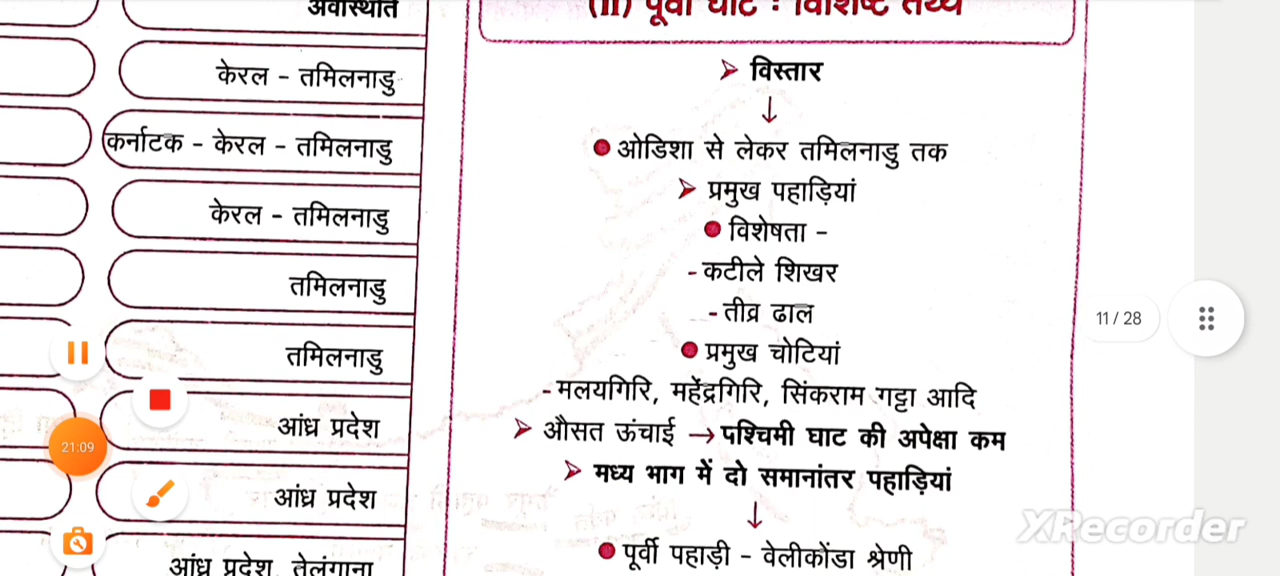 अवस्थिति
केरल - तमिलनाडु
कर्नाटक - केरल - तमिलनाडु
केरल - तमिलनाडु
तमिलनाडु
तमिलनाडु
आंध्र प्रदेश
आंध्र प्रदेश
आंध्र प्रदेश, तेलंगाना
(II) पूर्वी घाट : विशिष्ट तथ्य
➢ विस्तार
↓
● ओडिशा से लेकर तमिलनाडु तक
➢ प्रमुख पहाड़ियां
● विशेषता -
- कटीले शिखर
- तीव्र ढाल
● प्रमुख चोटियां
- मलयगिरि, महेंद्रगिरि, सिंकराम गट्टा आदि
➢ औसत ऊंचाई → पश्चिमी घाट की अपेक्षा कम
➢ मध्य भाग में दो समानांतर पहाड़ियां
↓
● पूर्वी पहाड़ी - वेलीकोंडा श्रेणी
11 / 28
21:09
XRecorder